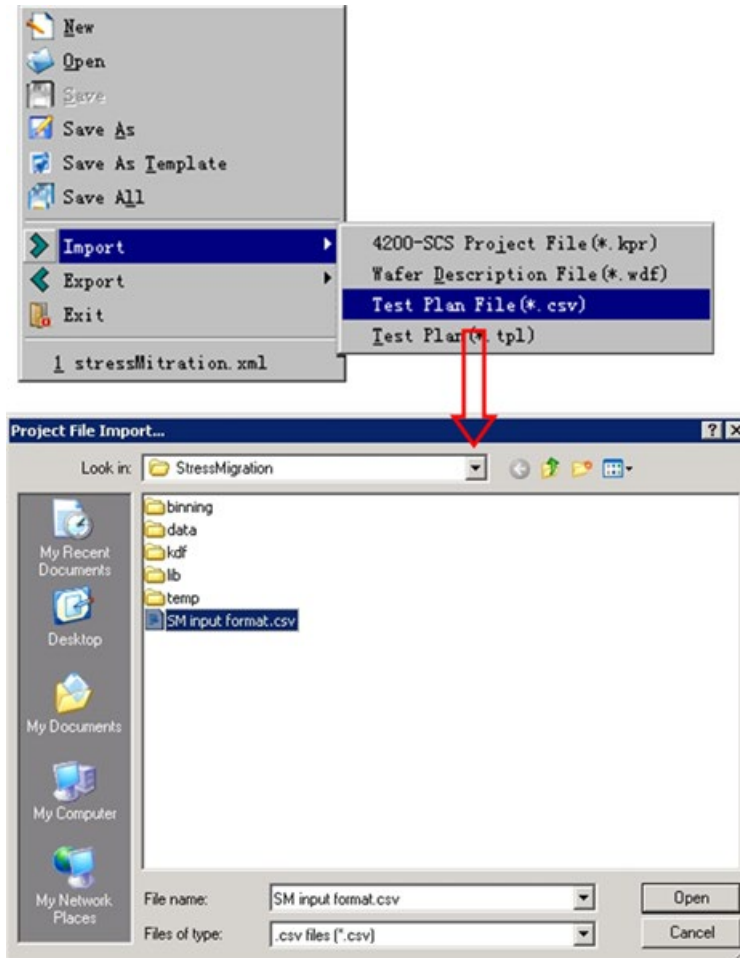 New
Open
Save
Save As
Save As Template
Save All
Import
Export
Exit
1 stressMitration.xml
4200-SCS Project File(*.kpr)
Wafer Description File(*.wdf)
Test Plan File(*.csv)
Test Plan(*.tpl)
Project File Import...
Look in:
StressMigration
My Recent
Documents
Desktop
My Documents
My Computer
My Network
Places
binning
data
kdf
lib
temp
SM input format.csv
File name:
SM input format.csv
Open
Files of type:
.csv files (*.csv)
Cancel